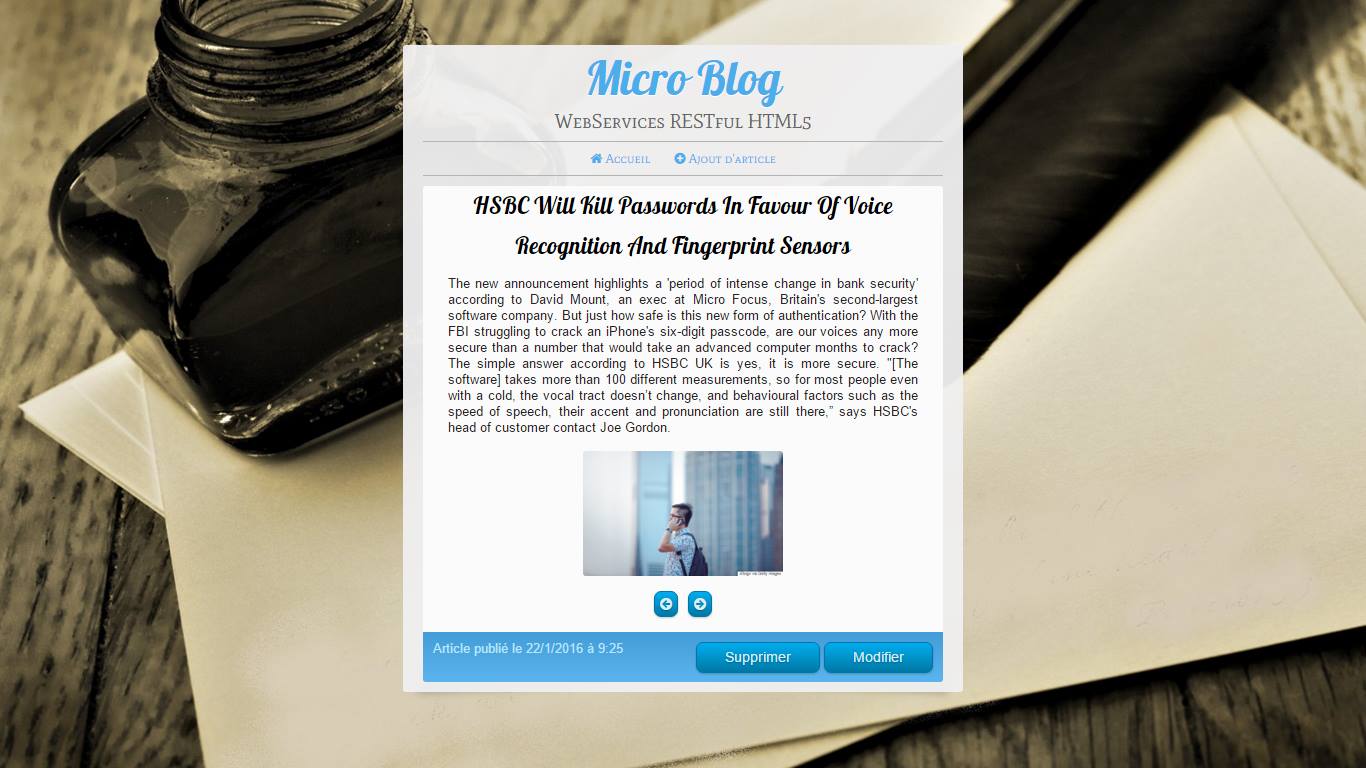 Micro Blog
WebServices RESTful HTML5
Accueil Ajout d'article
HSBC Will Kill Passwords In Favour Of Voice
Recognition And Fingerprint Sensors
The new announcement highlights a 'period of intense change in bank security'
according to David Mount, an exec at Micro Focus, Britain's second-largest
software company. But just how safe is this new form of authentication? With the
FBI struggling to crack an iPhone's six-digit passcode, are our voices any more
secure than a number that would take an advanced computer months to crack?
The simple answer according to HSBC UK is yes, it is more secure. "[The
software] takes more than 100 different measurements, so for most people even
with a cold, the vocal tract doesn’t change, and behavioural factors such as the
speed of speech, their accent and pronunciation are still there,” says HSBC's
head of customer contact Joe Gordon.
Article publié le 22/1/2016 à 9:25
Supprimer Modifier